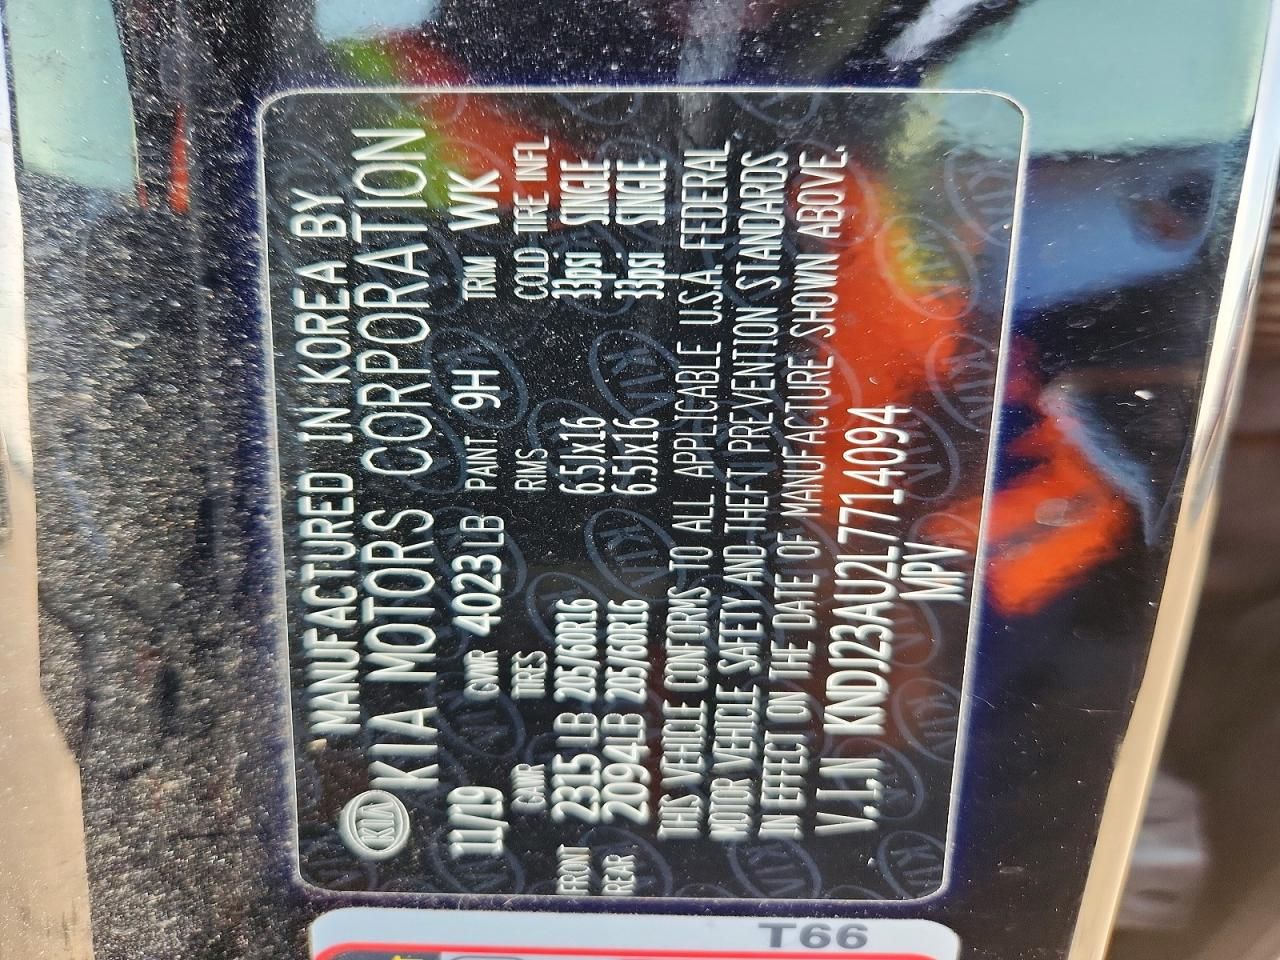 MANUFACTURED IN KOREA BY
KIA KIA MOTORS CORPORATION
11/19 GVWR 4023LB PAINT 9H TRIM WK
GAWR TIRES RIMS COLD TIRE INFL
FRONT 2315LB 205/60R16 6.5Jx16 33psi SINGLE
REAR 2094LB 205/60R16 6.5Jx16 33psi SINGLE
THIS VEHICLE CONFORMS TO ALL APPLICABLE U.S.A. FEDERAL
MOTOR VEHICLE SAFETY AND THEFT PREVENTION STANDARDS
IN EFFECT ON THE DATE OF MANUFACTURE SHOWN ABOVE.
V.I.N KNDJ23AU2L7714094
MPV
T66